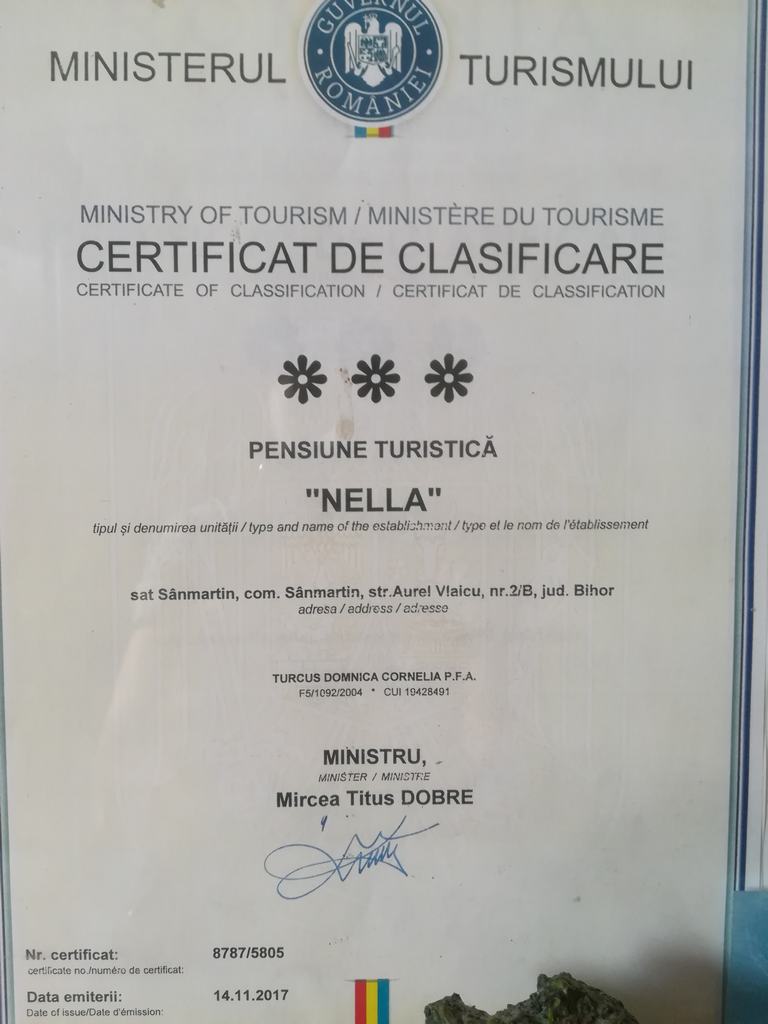 GUVERNUL ROMÂNIEI
MINISTERUL TURISMULUI
MINISTRY OF TOURISM / MINISTÈRE DU TOURISME
CERTIFICAT DE CLASIFICARE
CERTIFICATE OF CLASSIFICATION / CERTIFICAT DE CLASSIFICATION
PENSIUNE TURISTICĂ
"NELLA"
tipul și denumirea unității / type and name of the establishment / type et le nom de l'établissement
sat Sânmartin, com. Sânmartin, str.Aurel Vlaicu, nr.2/B, jud. Bihor
adresa / address / adresse
TURCUS DOMNICA CORNELIA P.F.A.
F5/1092/2004 * CUI 19428491
MINISTRU,
MINISTER / MINISTRE
Mircea Titus DOBRE
Nr. certificat: 8787/5805
certificate no./numéro de certificat:
Data emiterii: 14.11.2017
Date of issue/Date d'émission: